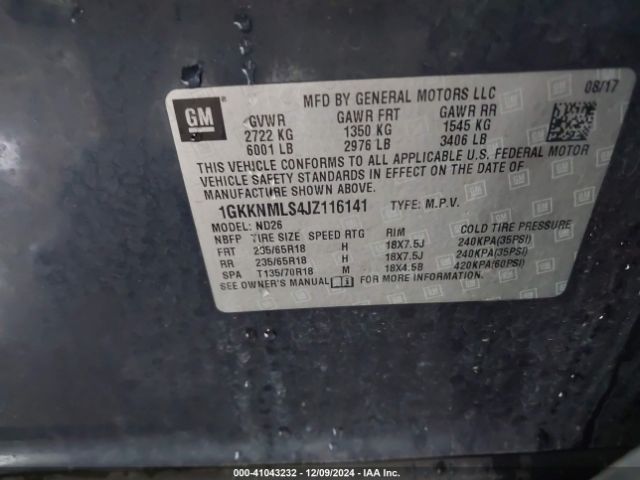 GM
MFD BY GENERAL MOTORS LLC 08/17
GVWR GAWR FRT GAWR RR
2722 KG 1350 KG 1545 KG
6001 LB 2976 LB 3406 LB
THIS VEHICLE CONFORMS TO ALL APPLICABLE U.S. FEDERAL MOTOR
VEHICLE SAFETY STANDARDS IN EFFECT ON THE DATE OF
MANUFACTURE SHOWN ABOVE.
1GKKNMLS4JZ116141 TYPE: M.P.V.
MODEL: ND26
NBFP TIRE SIZE SPEED RTG RIM COLD TIRE PRESSURE
FRT 235/65R18 H 18X7.5J 240KPA(35PSI)
RR 235/65R18 H 18X7.5J 240KPA(35PSI)
SPA T135/70R18 M 18X4.5B 420KPA(60PSI)
SEE OWNER'S MANUAL FOR MORE INFORMATION.
000-41043232 - 12/09/2024 - IAA Inc.